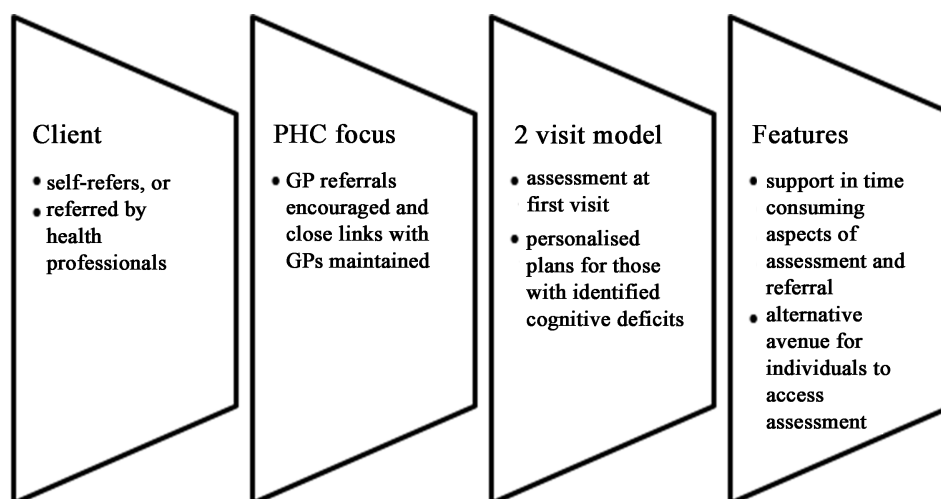 Client
• self-refers, or
• referred by
health
professionals
PHC focus
• GP referrals
encouraged and
close links with
GPs maintained
2 visit model
• assessment at
first visit
• personalised
plans for those
with identified
cognitive deficits
Features
• support in time
consuming
aspects of
assessment and
referral
• alternative
avenue for
individuals to
access
assessment